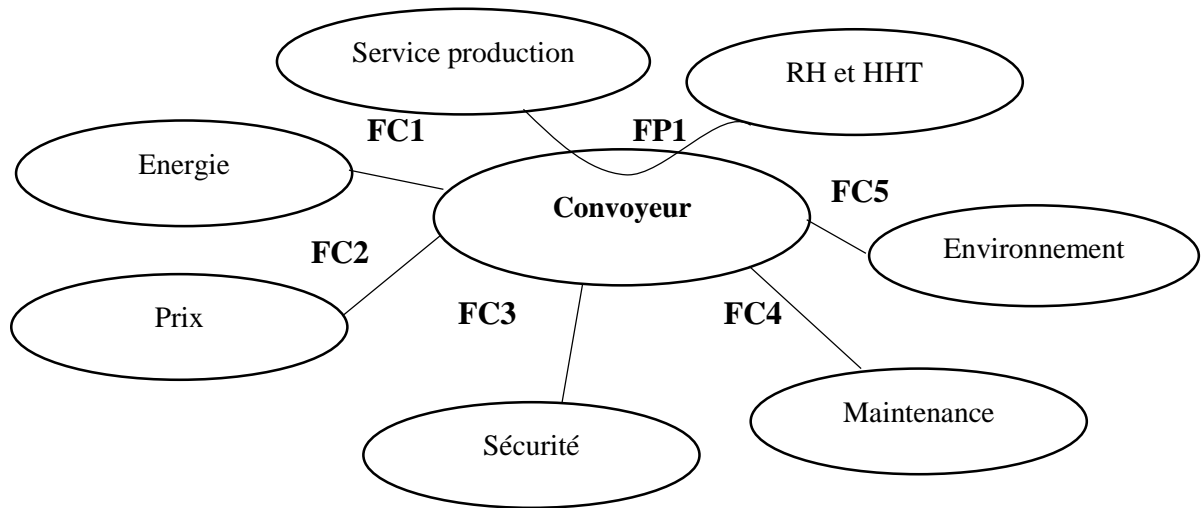 Service production
RH et HHT
FC1
FP1
Energie
FC5
Convoyeur
FC2
Environnement
Prix
FC3
FC4
Maintenance
Sécurité